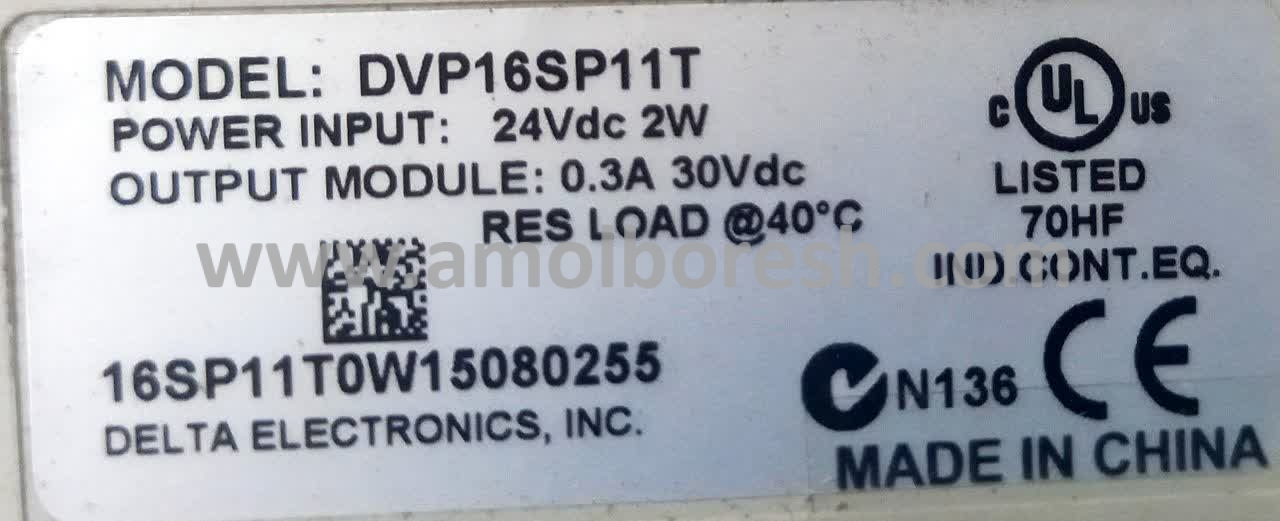 MODEL: DVP16SP11T
POWER INPUT: 24Vdc 2W
OUTPUT MODULE: 0.3A 30Vdc
RES LOAD @40°C
C UL US
LISTED
70HF
IND.CONT.EQ.
www.amolboresh.com
16SP11T0W15080255
DELTA ELECTRONICS, INC.
N136 CE
MADE IN CHINA